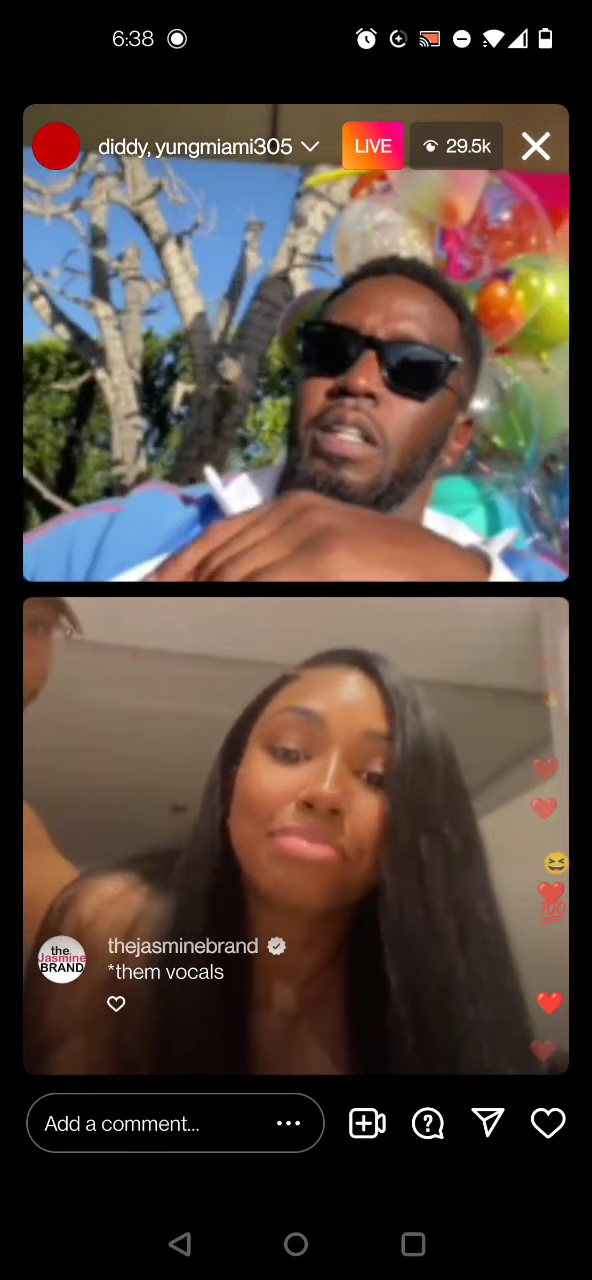 6:38
diddy, yungmiami305
LIVE
29.5k
the
Jasmine
BRAND
thejasminebrand
*them vocals
Add a comment...